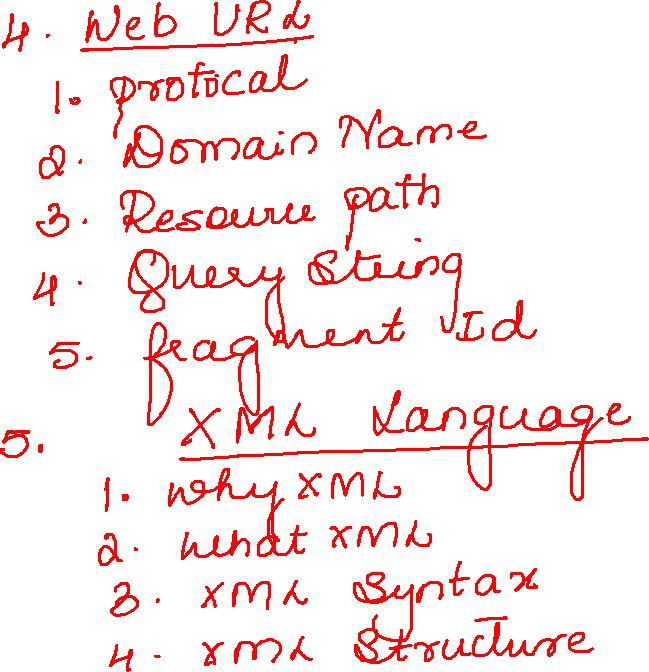 4. Web URL
1. protocal
2. Domain Name
3. Resource path
4. Query String
5. fragment Id
5. XML Language
1. why XML
2. what XML
3. XML Syntax
4. XML Structure